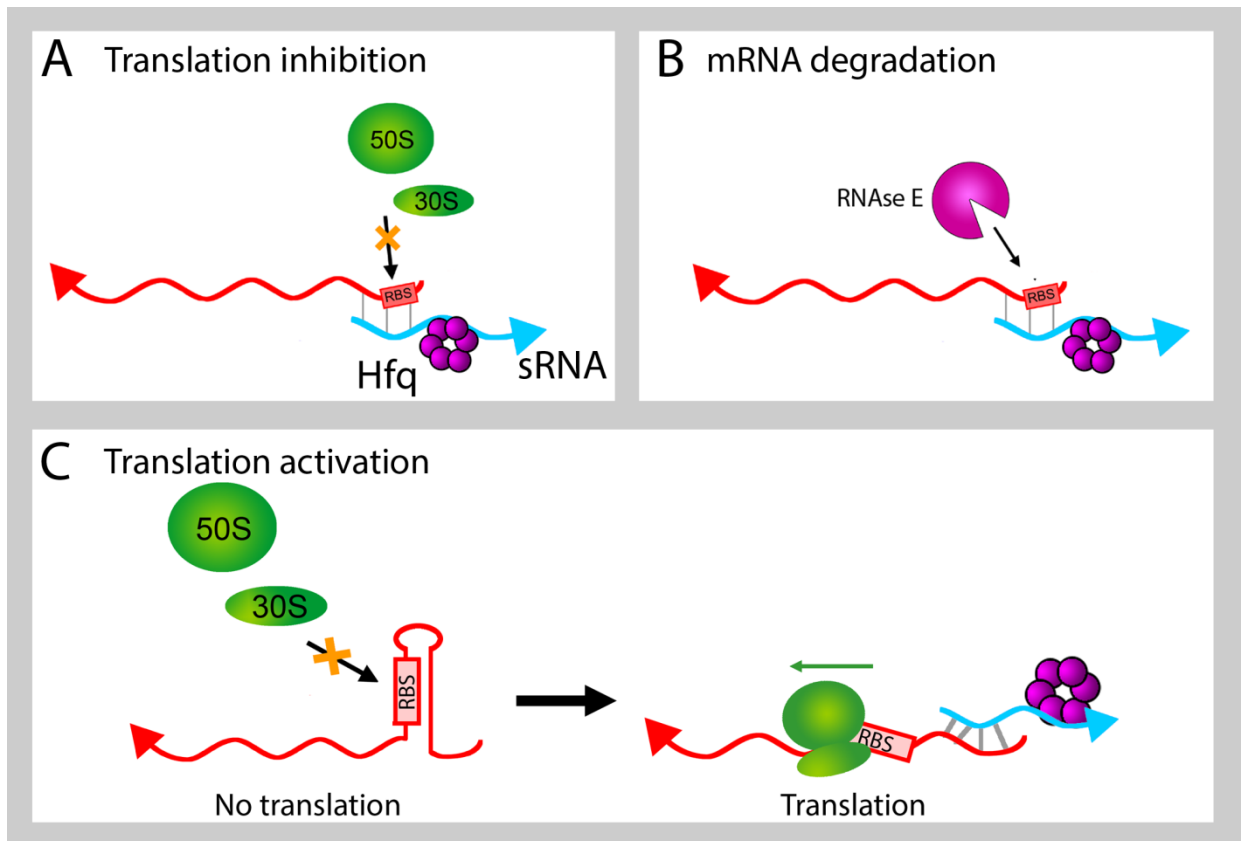 A Translation inhibition
50S
30S
RBS
Hfq
sRNA
B mRNA degradation
RNAse E
RBS
C Translation activation
50S
30S
RBS
RBS
No translation
Translation